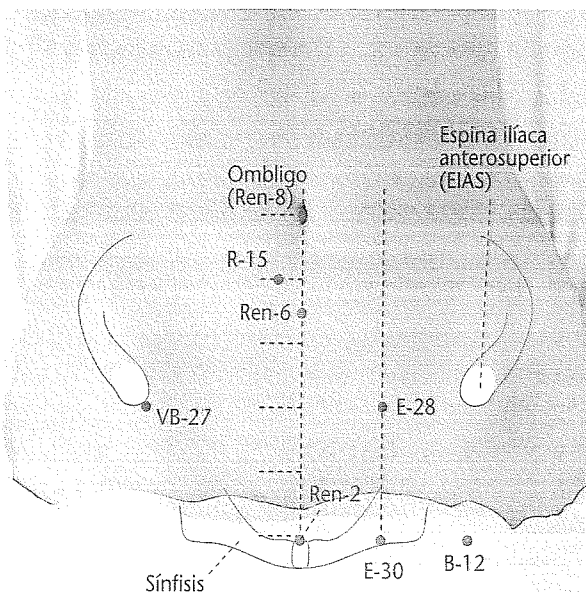 Espina ilíaca
anterosuperior
(EIAS)
Ombligo
(Ren-8)
R-15
Ren-6
VB-27
E-28
Ren-2
Sínfisis
E-30
B-12